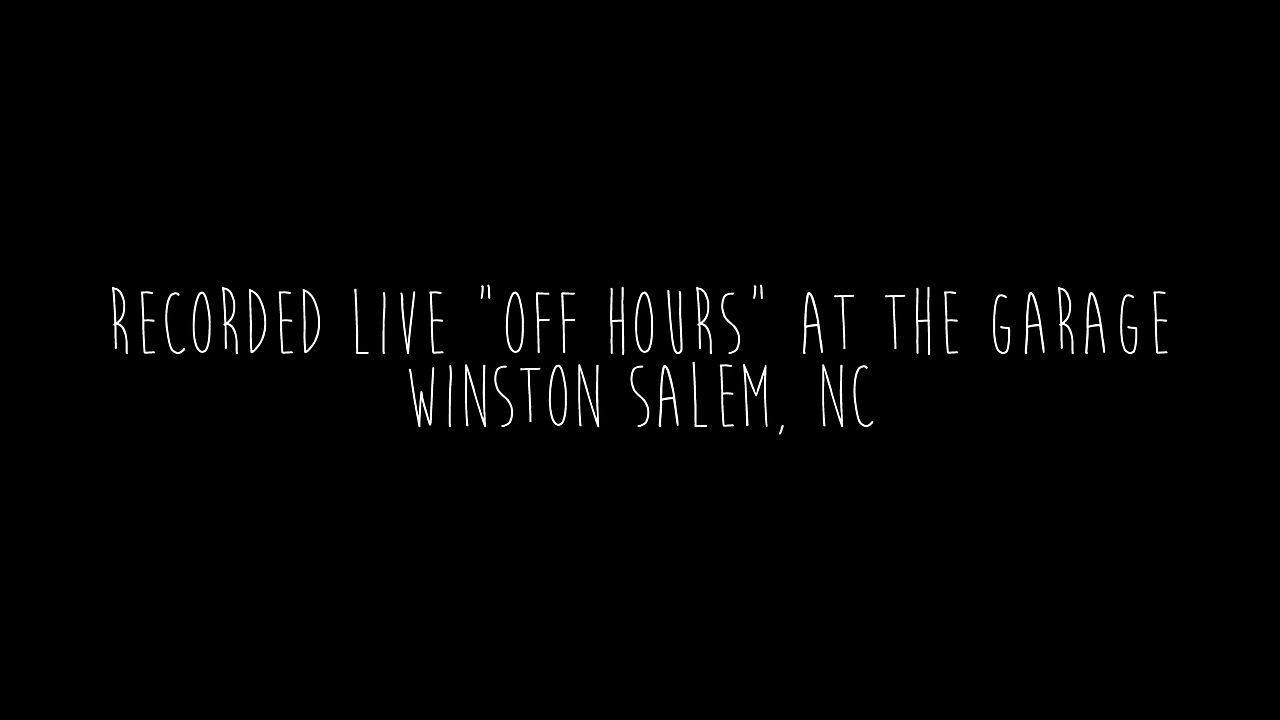 RECORDED LIVE "OFF HOURS" AT THE GARAGE
WINSTON SALEM, NC